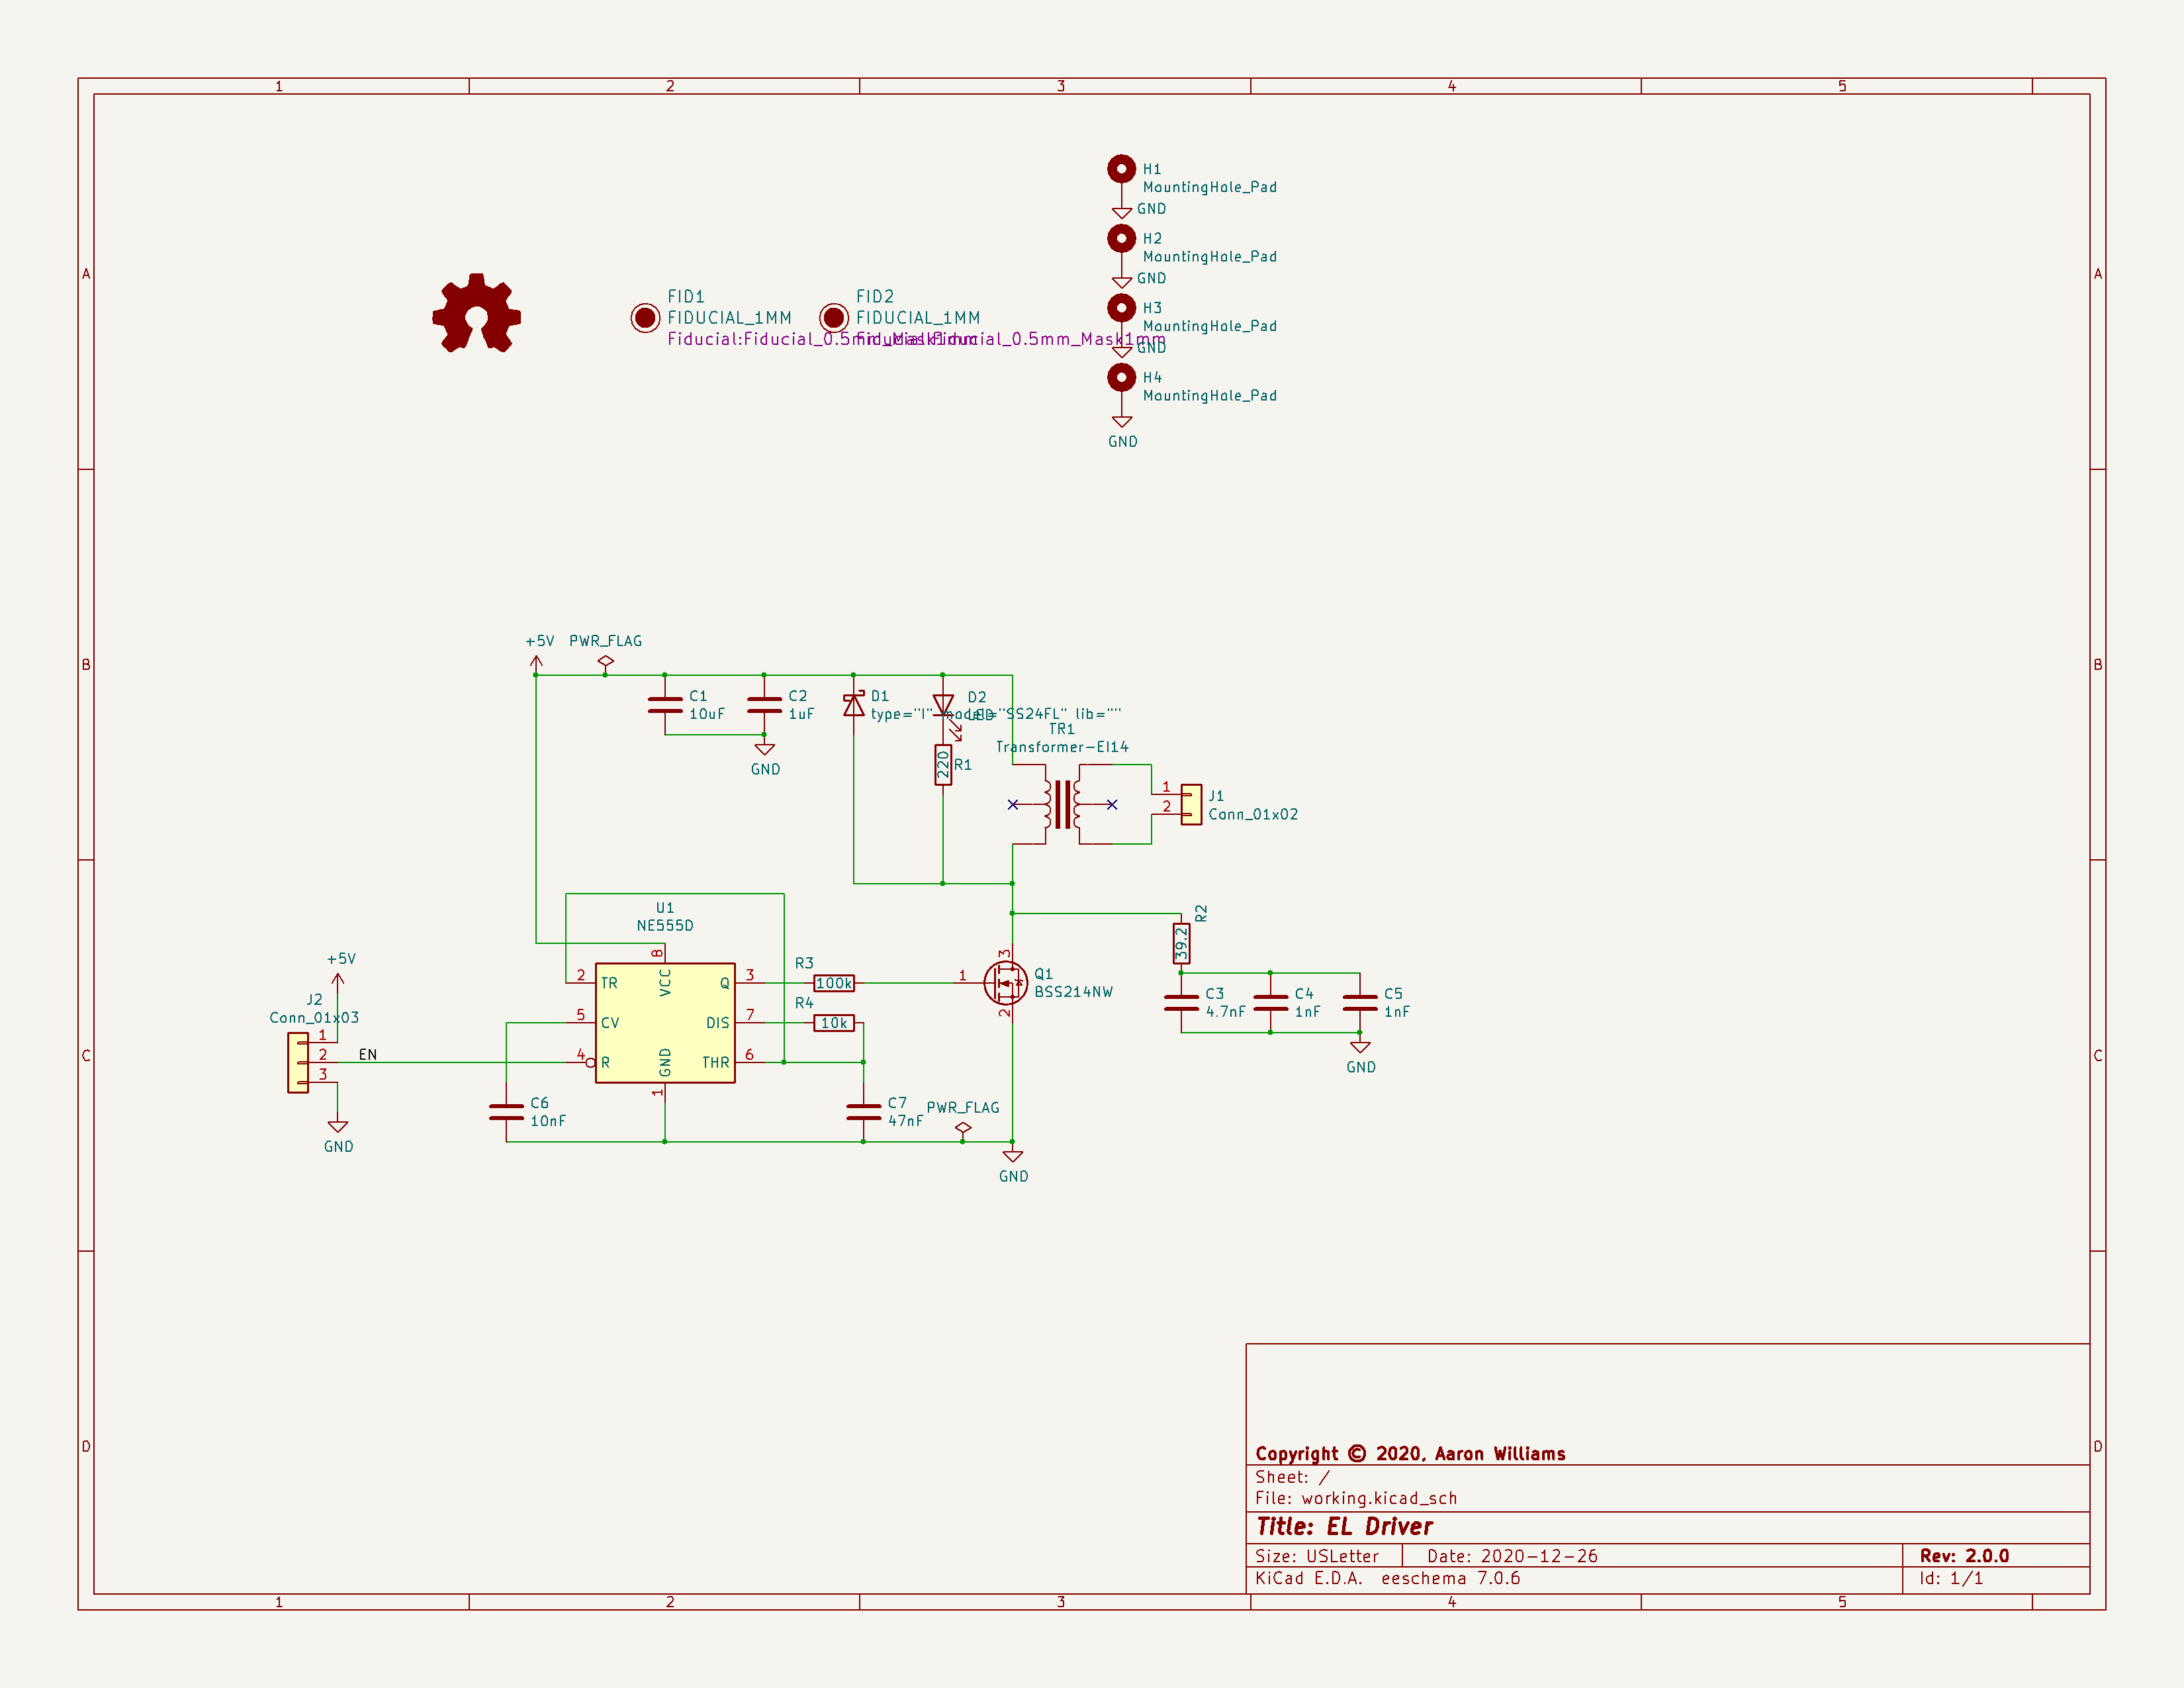 1 2 3 4 5
A A
B B
C C
D D
H1
MountingHole_Pad
GND
H2
MountingHole_Pad
GND
H3
MountingHole_Pad
GND
H4
MountingHole_Pad
GND
FID1
FIDUCIAL_1MM
Fiducial:Fiducial_0.5mm_Mask1mm
FID2
FIDUCIAL_1MM
Fiducial:Fiducial_0.5mm_Mask1mm
+5V
PWR_FLAG
C1
10uF
C2
1uF
GND
D1
type="I" model="SS24FL" lib=""
D2
LED
220
R1
TR1
Transformer-EI14
1
2
J1
Conn_01x02
U1
NE555D
8
VCC
2 TR
Q 3
5 CV
DIS 7
4 R
THR 6
GND
1
R3
100k
R4
10k
+5V
J2
Conn_01x03
1
2
3
EN
GND
C6
10nF
C7
47nF
PWR_FLAG
GND
1
3
2
Q1
BSS214NW
R2
39.2
C3
4.7nF
C4
1nF
C5
1nF
GND
Copyright © 2020, Aaron Williams
Sheet: /
File: working.kicad_sch
Title: EL Driver
Size: USLetter Date: 2020-12-26 Rev: 2.0.0
KiCad E.D.A. eeschema 7.0.6 Id: 1/1
1 2 3 4 5